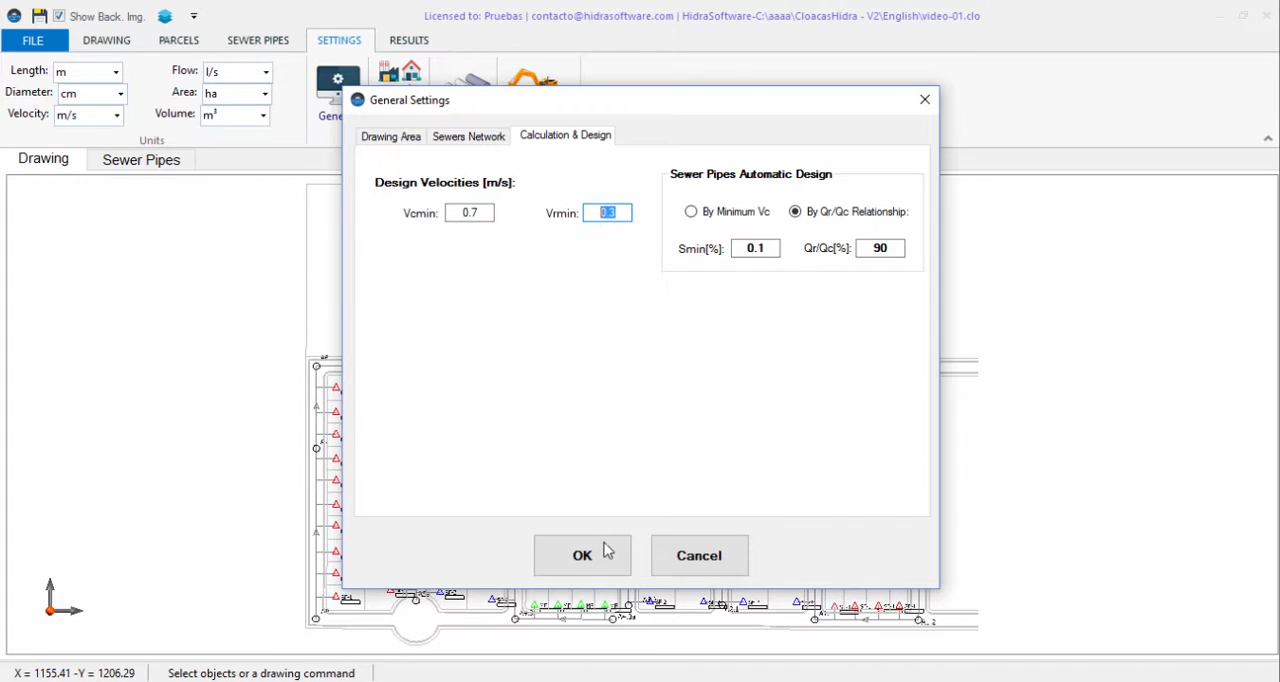 Show Back. Img.
Licensed to: Pruebas | contacto@hidrasoftware.com | HidraSoftware-C:\aaaa\CloacasHidra - V2\English\video-01.clo
FILE DRAWING PARCELS SEWER PIPES SETTINGS RESULTS
Length: m Flow: l/s
Diameter: cm Area: ha
Velocity: m/s Volume: m³
Gene
Units
Drawing Sewer Pipes
General Settings
Drawing Area Sewers Network Calculation & Design
Design Velocities [m/s]:
Vcmin: 0.7 Vrmin: 0.3
Sewer Pipes Automatic Design
By Minimum Vc By Qr/Qc Relationship:
Smin[%]: 0.1 Qr/Qc[%]: 90
OK Cancel
X = 1155.41 -Y = 1206.29 Select objects or a drawing command